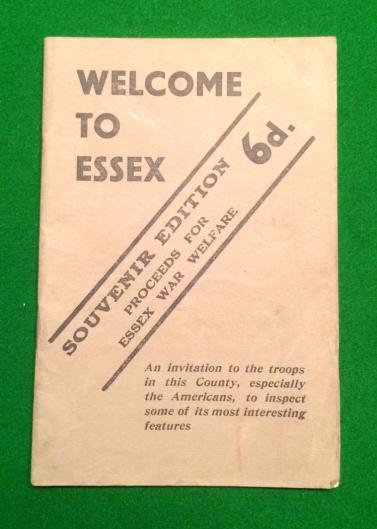 WELCOME
TO
ESSEX
SOUVENIR EDITION 6d.
PROCEEDS FOR
ESSEX WAR WELFARE
An invitation to the troops
in this County, especially
the Americans, to inspect
some of its most interesting
features